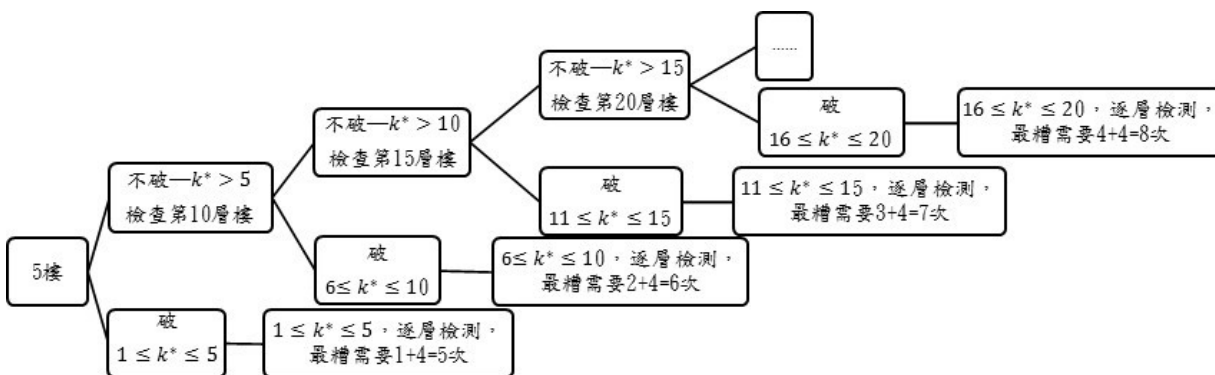 5樓
不破—k* > 5
檢查第10層樓
破
1 ≤ k* ≤ 5
1 ≤ k* ≤ 5，逐層檢測，
最糟需要1+4=5次
不破—k* > 10
檢查第15層樓
破
6≤ k* ≤ 10
6≤ k* ≤ 10，逐層檢測，
最糟需要2+4=6次
不破—k* > 15
檢查第20層樓
破
11 ≤ k* ≤ 15
11 ≤ k* ≤ 15，逐層檢測，
最糟需要3+4=7次
……
破
16 ≤ k* ≤ 20
16 ≤ k* ≤ 20，逐層檢測，
最糟需要4+4=8次